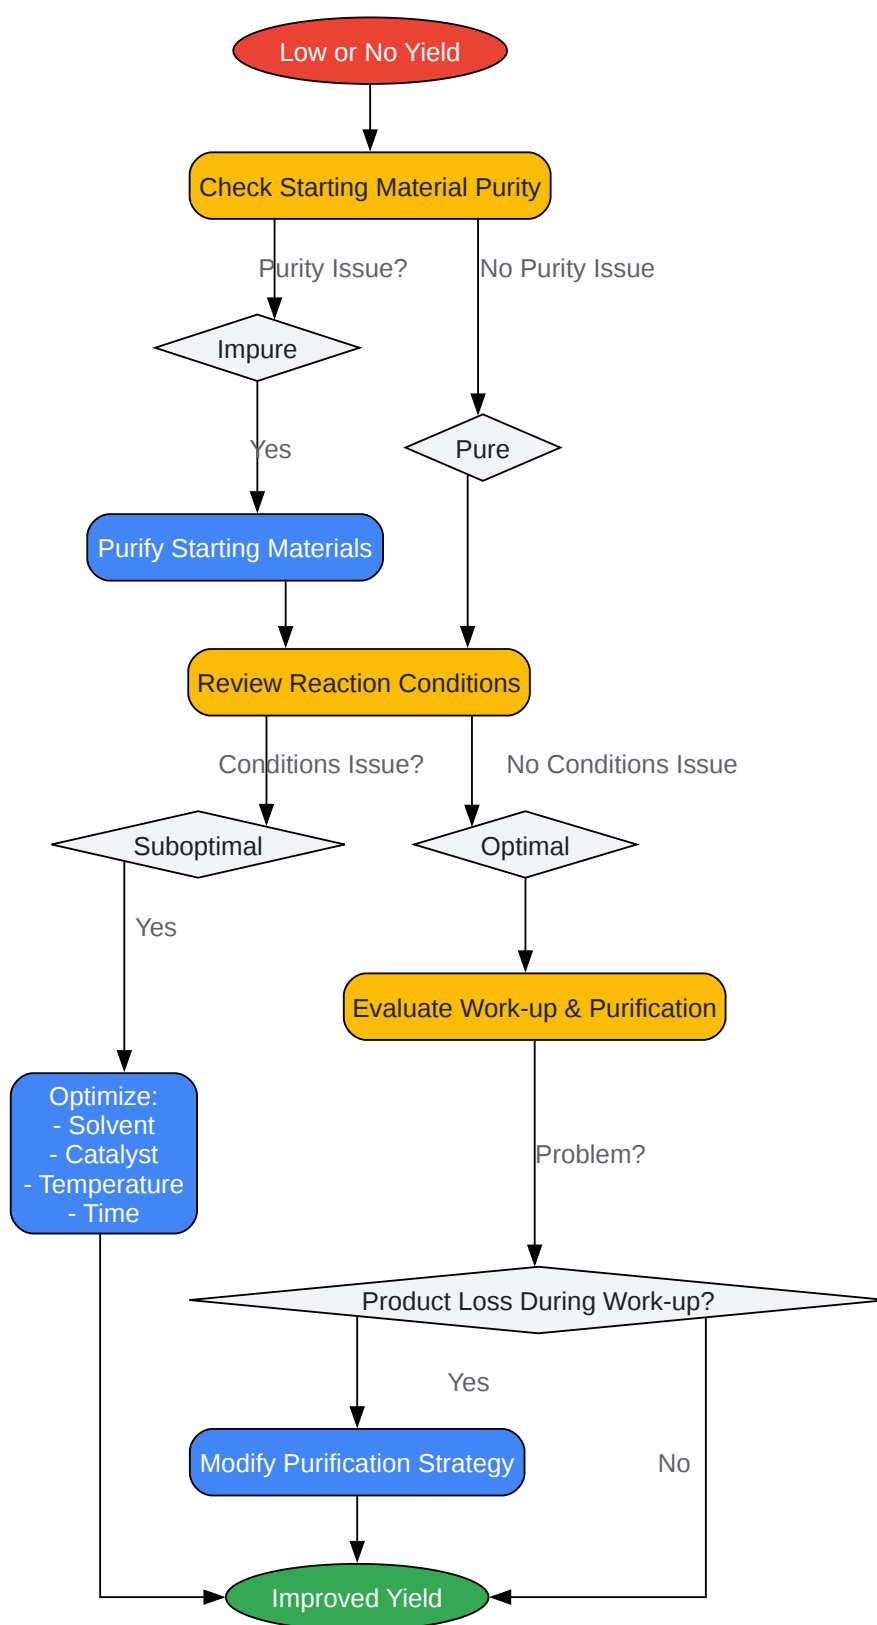 Low or No Yield
Check Starting Material Purity
Purity Issue?
No Purity Issue
Impure
Yes
Pure
Purify Starting Materials
Review Reaction Conditions
Conditions Issue?
No Conditions Issue
Suboptimal
Optimal
Yes
Evaluate Work-up & Purification
Optimize:
- Solvent
- Catalyst
- Temperature
- Time
Problem?
Product Loss During Work-up?
Yes
Modify Purification Strategy
No
Improved Yield